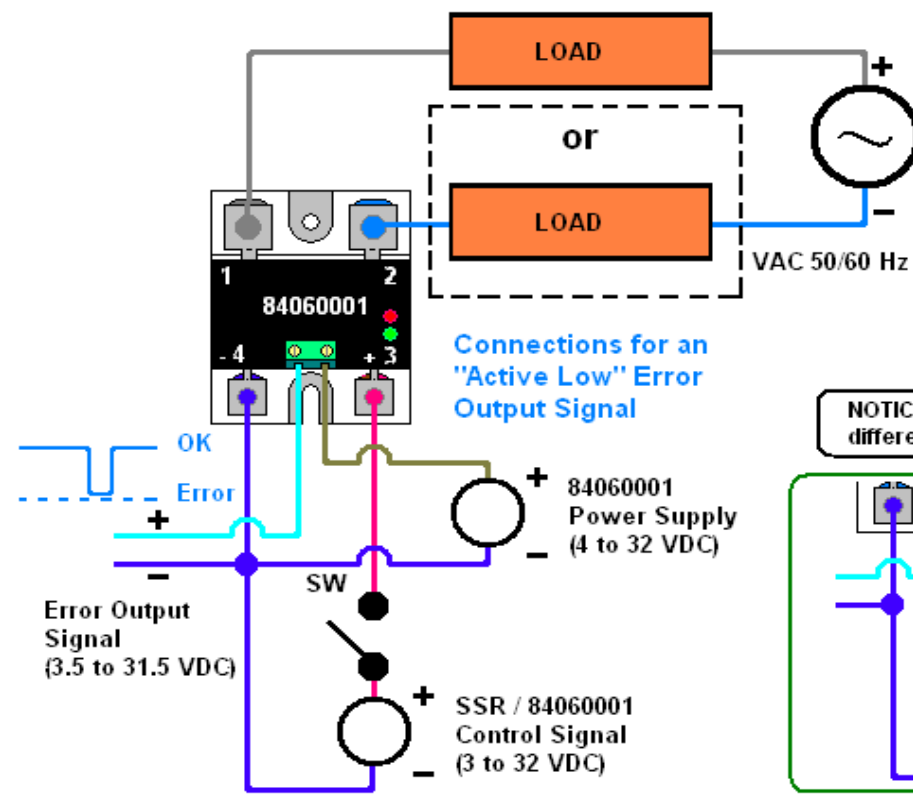 LOAD
+
or
LOAD
−
VAC 50/60 Hz
1 2
84060001
- 4 + 3
Connections for an
"Active Low" Error
Output Signal
OK
Error
+
−
Error Output
Signal
(3.5 to 31.5 VDC)
+
84060001
Power Supply
(4 to 32 VDC)
−
SW
+
SSR / 84060001
Control Signal
(3 to 32 VDC)
−
NOTIC
differe